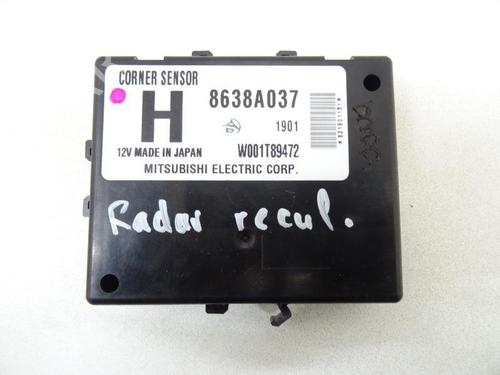 CORNER SENSOR
H
8638A037
1901
12V MADE IN JAPAN
W001T89472
MITSUBISHI ELECTRIC CORP.
Radar recul.